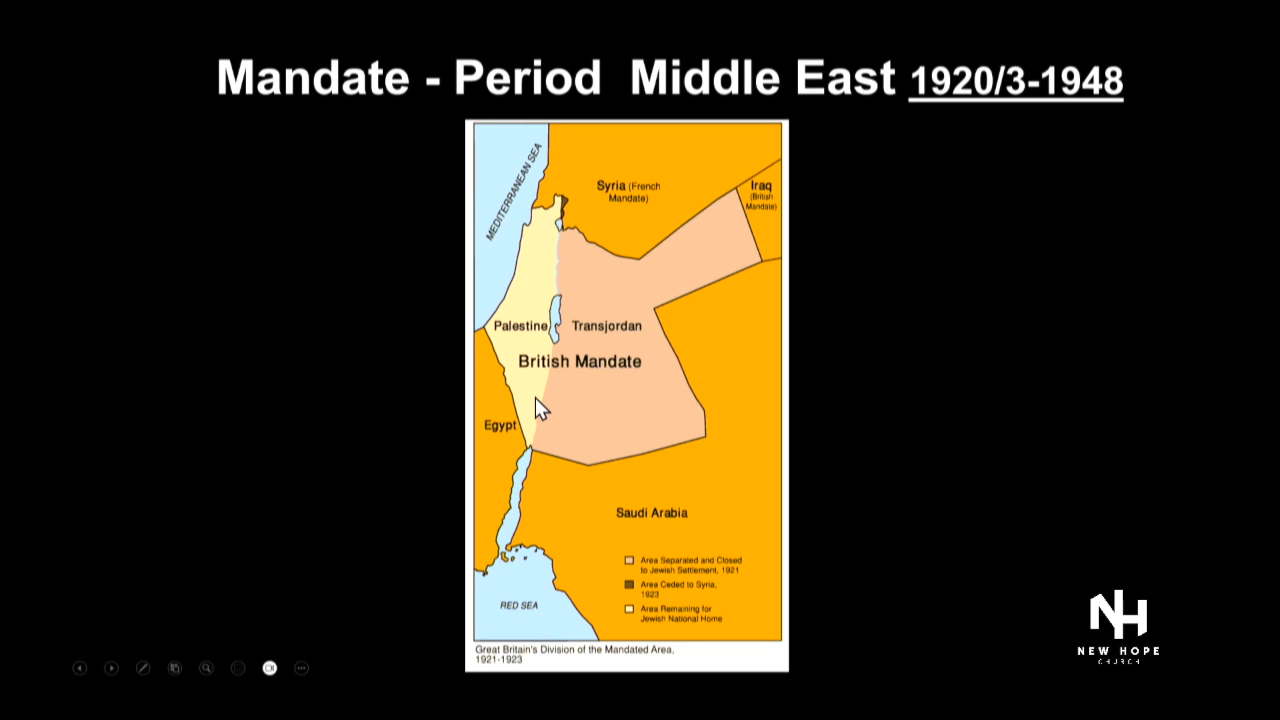 Mandate - Period Middle East 1920/3-1948
MEDITERRANEAN SEA
Syria (French
Mandate)
Iraq
(British
Mandate)
Palestine
Transjordan
British Mandate
Egypt
Saudi Arabia
Area Separated and Closed
to Jewish Settlement, 1921
Area Ceded to Syria,
1923
Area Remaining for
Jewish National Home
RED SEA
Great Britain's Division of the Mandated Area,
1921-1923
NH
NEW HOPE
CHURCH